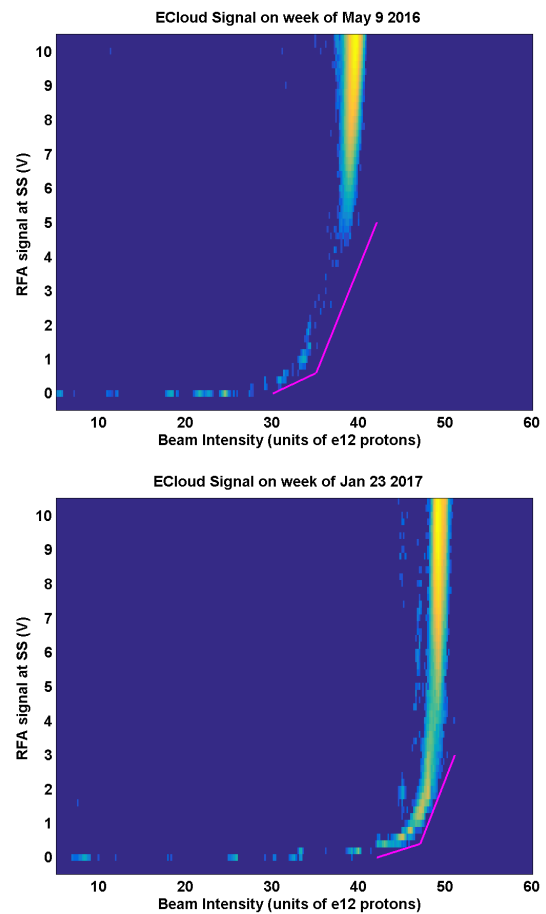 ECloud Signal on week of May 9 2016
10
9
8
7
6
5
4
3
2
1
0
RFA signal at SS (V)
10 20 30 40 50 60
Beam Intensity (units of e12 protons)
ECloud Signal on week of Jan 23 2017
10
9
8
7
6
5
4
3
2
1
0
RFA signal at SS (V)
10 20 30 40 50 60
Beam Intensity (units of e12 protons)